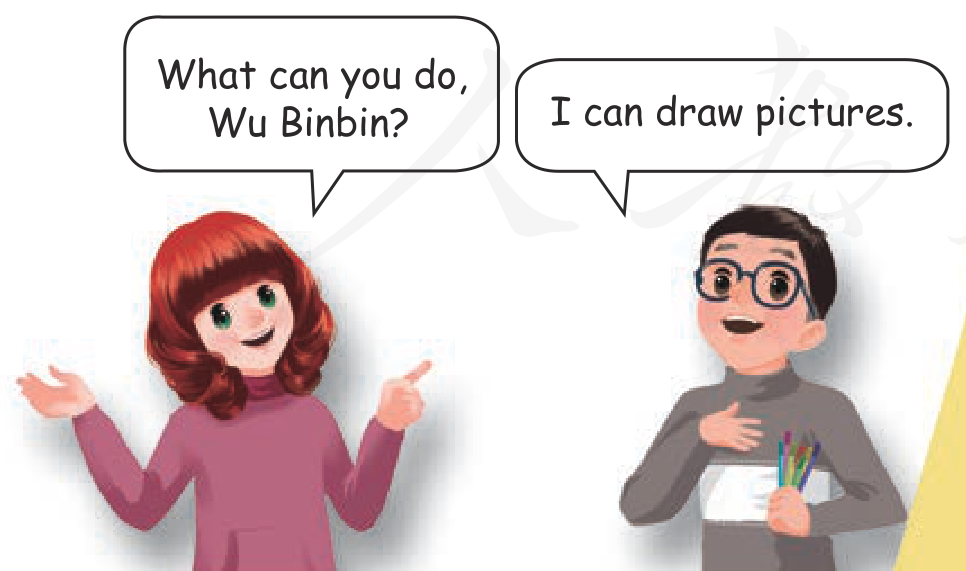 What can you do,
Wu Binbin?
I can draw pictures.